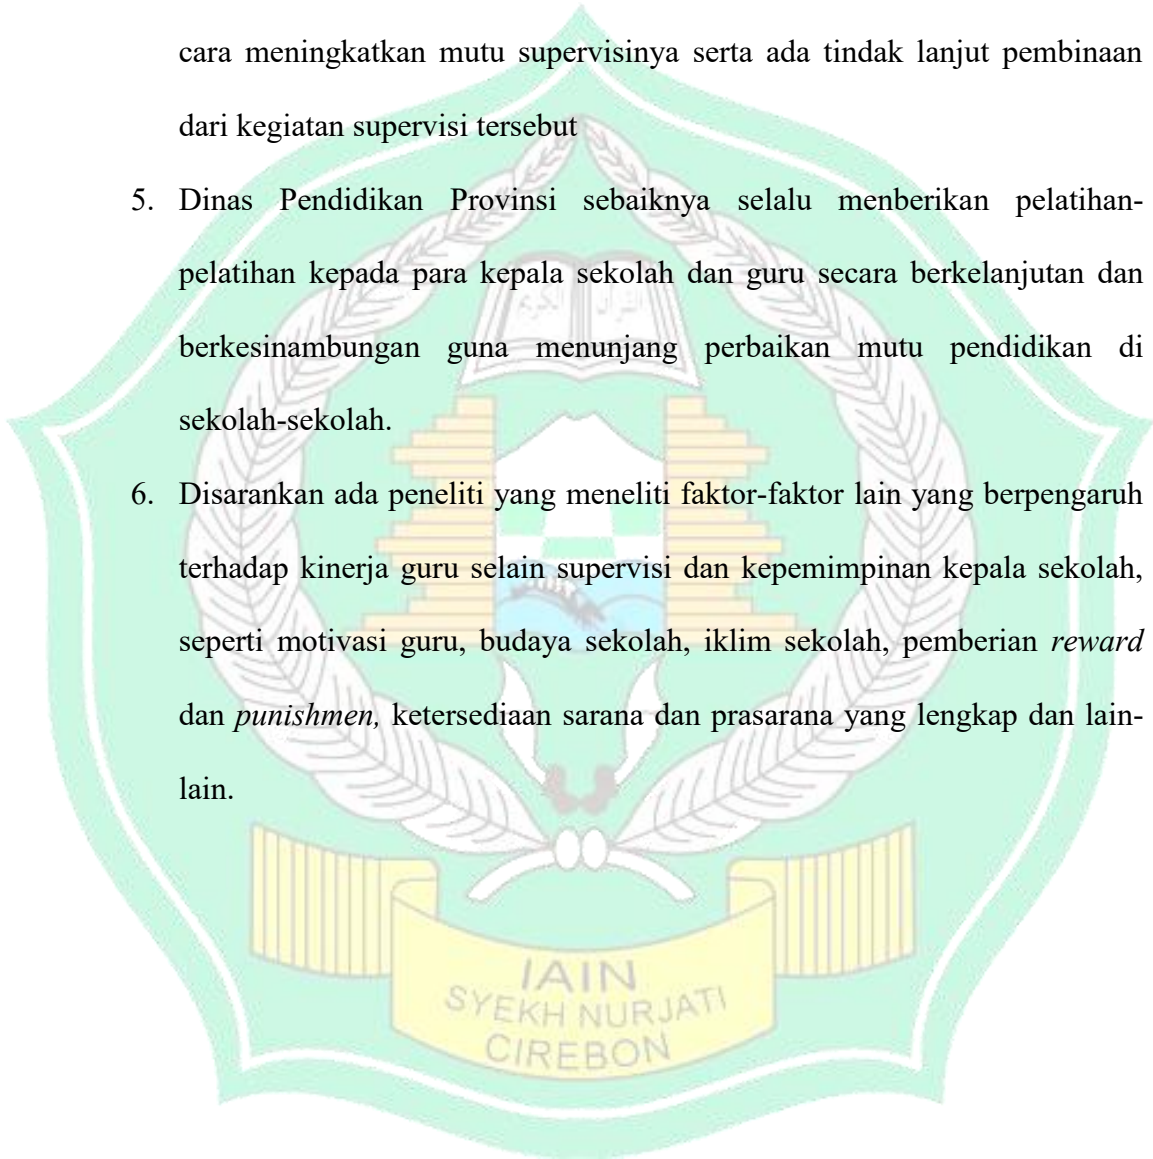 cara meningkatkan mutu supervisinya serta ada tindak lanjut pembinaan
dari kegiatan supervisi tersebut
5. Dinas Pendidikan Provinsi sebaiknya selalu menberikan pelatihan-
pelatihan kepada para kepala sekolah dan guru secara berkelanjutan dan
berkesinambungan guna menunjang perbaikan mutu pendidikan di
sekolah-sekolah.
6. Disarankan ada peneliti yang meneliti faktor-faktor lain yang berpengaruh
terhadap kinerja guru selain supervisi dan kepemimpinan kepala sekolah,
seperti motivasi guru, budaya sekolah, iklim sekolah, pemberian reward
dan punishmen, ketersediaan sarana dan prasarana yang lengkap dan lain-
lain.
القرآن
الكريم
IAIN
SYEKH NURJATI
CIREBON